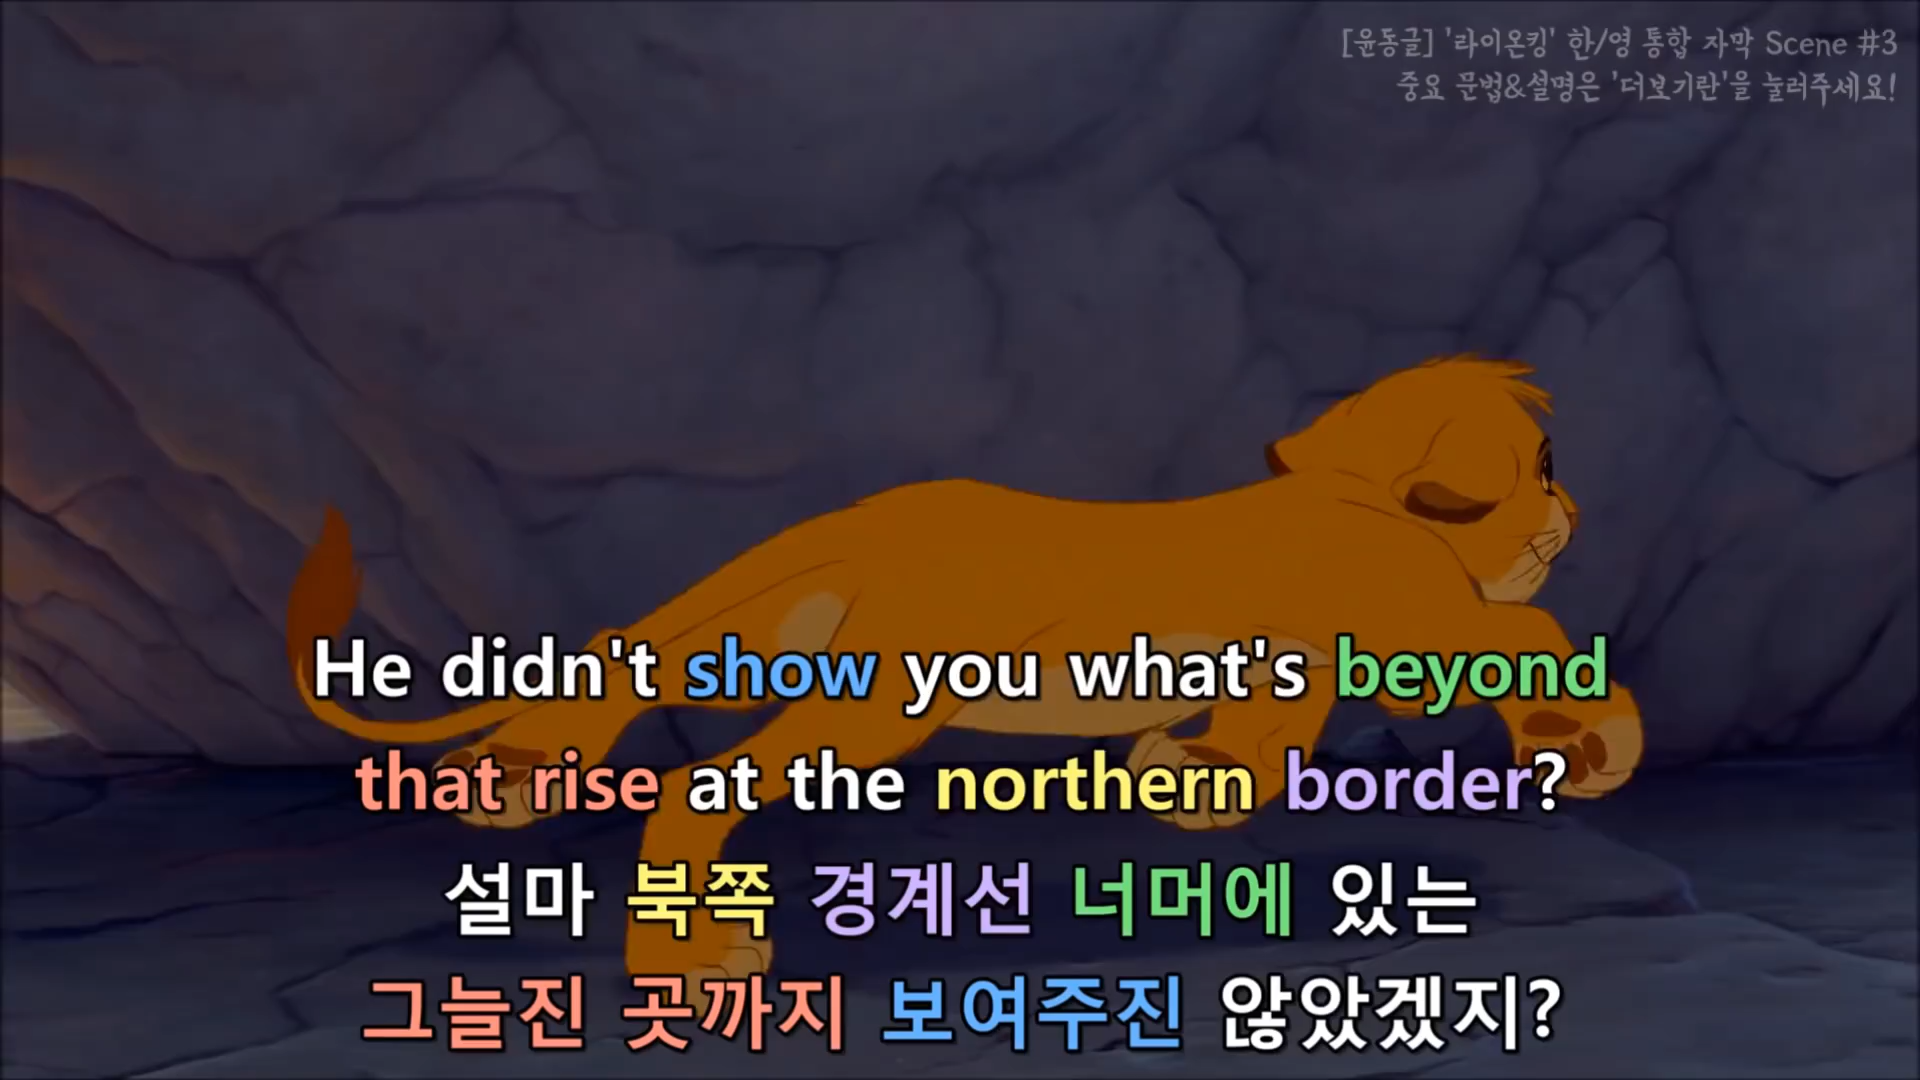 [윤동글] '라이온킹' 한/영 통합 자막 Scene #3
중요 문법&설명은 '더보기란'을 눌러주세요!
He didn't show you what's beyond
that rise at the northern border?
설마 북쪽 경계선 너머에 있는
그늘진 곳까지 보여주진 않았겠지?